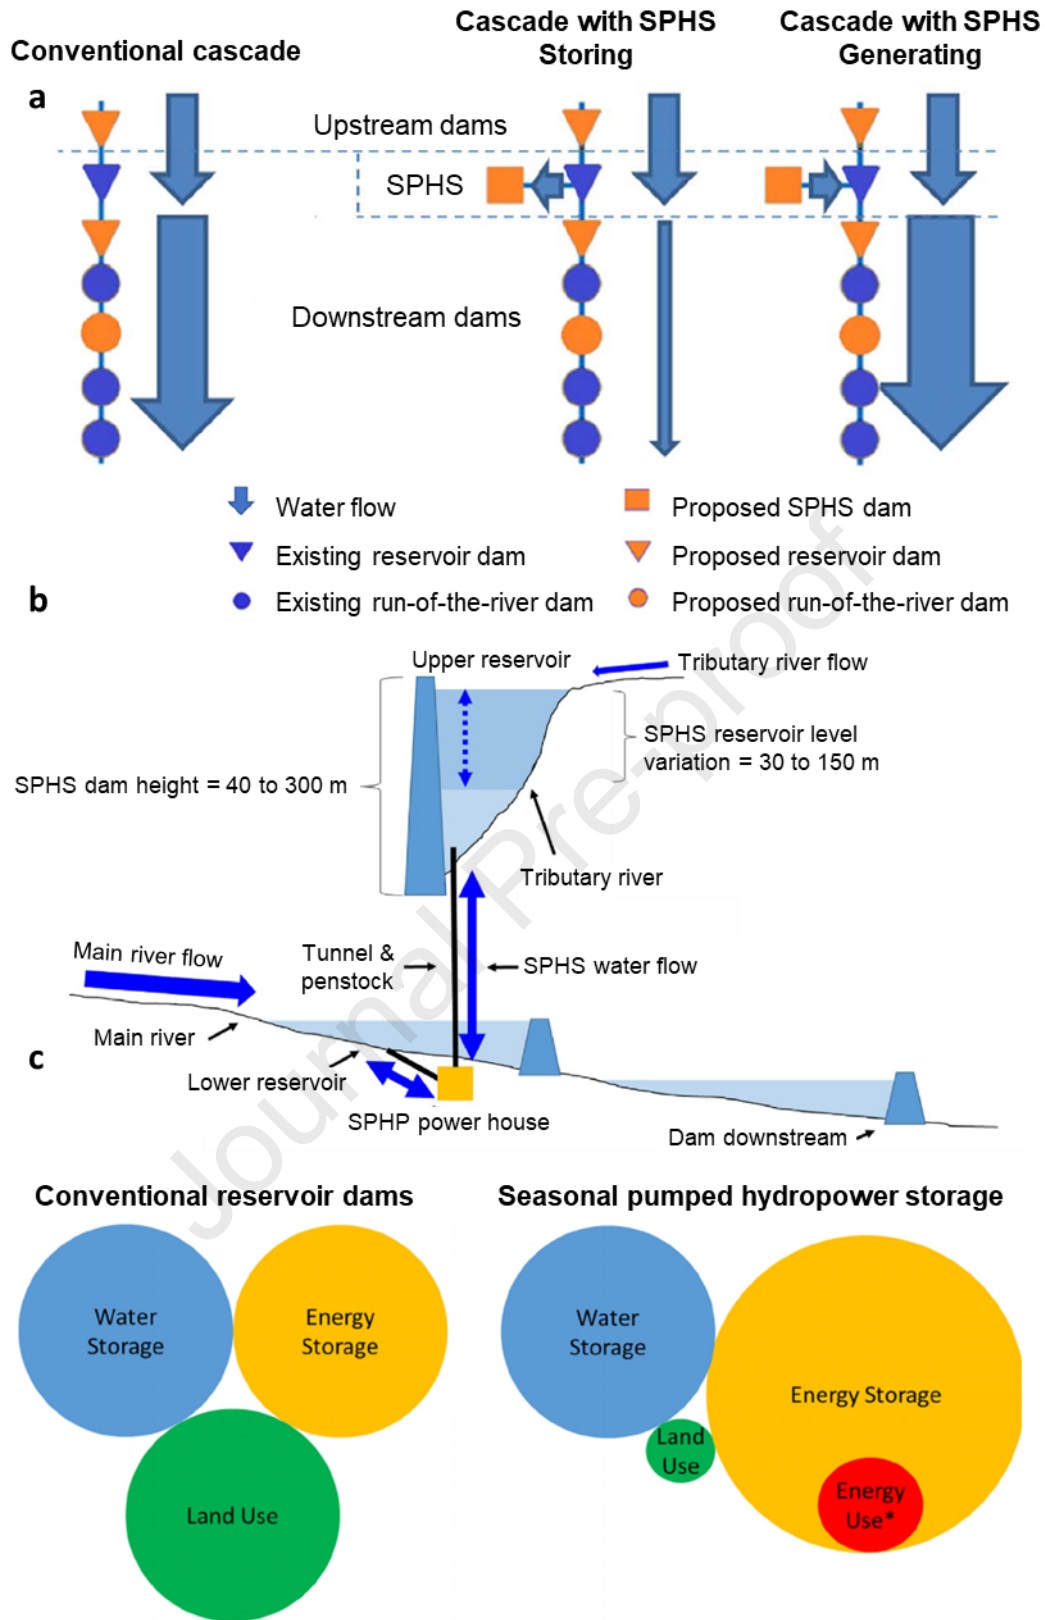 Conventional cascade
Cascade with SPHS
Storing
Cascade with SPHS
Generating
a
Upstream dams
SPHS
Downstream dams
Water flow
Existing reservoir dam
Existing run-of-the-river dam
Proposed SPHS dam
Proposed reservoir dam
Proposed run-of-the-river dam
b
Upper reservoir
Tributary river flow
SPHS reservoir level
variation = 30 to 150 m
SPHS dam height = 40 to 300 m
Tributary river
Main river flow
Tunnel &
penstock
SPHS water flow
Main river
Lower reservoir
SPHP power house
Dam downstream
c
Conventional reservoir dams
Water
Storage
Energy
Storage
Land Use
Seasonal pumped hydropower storage
Water
Storage
Energy Storage
Land
Use
Energy
Use*
Journal Pre-proof